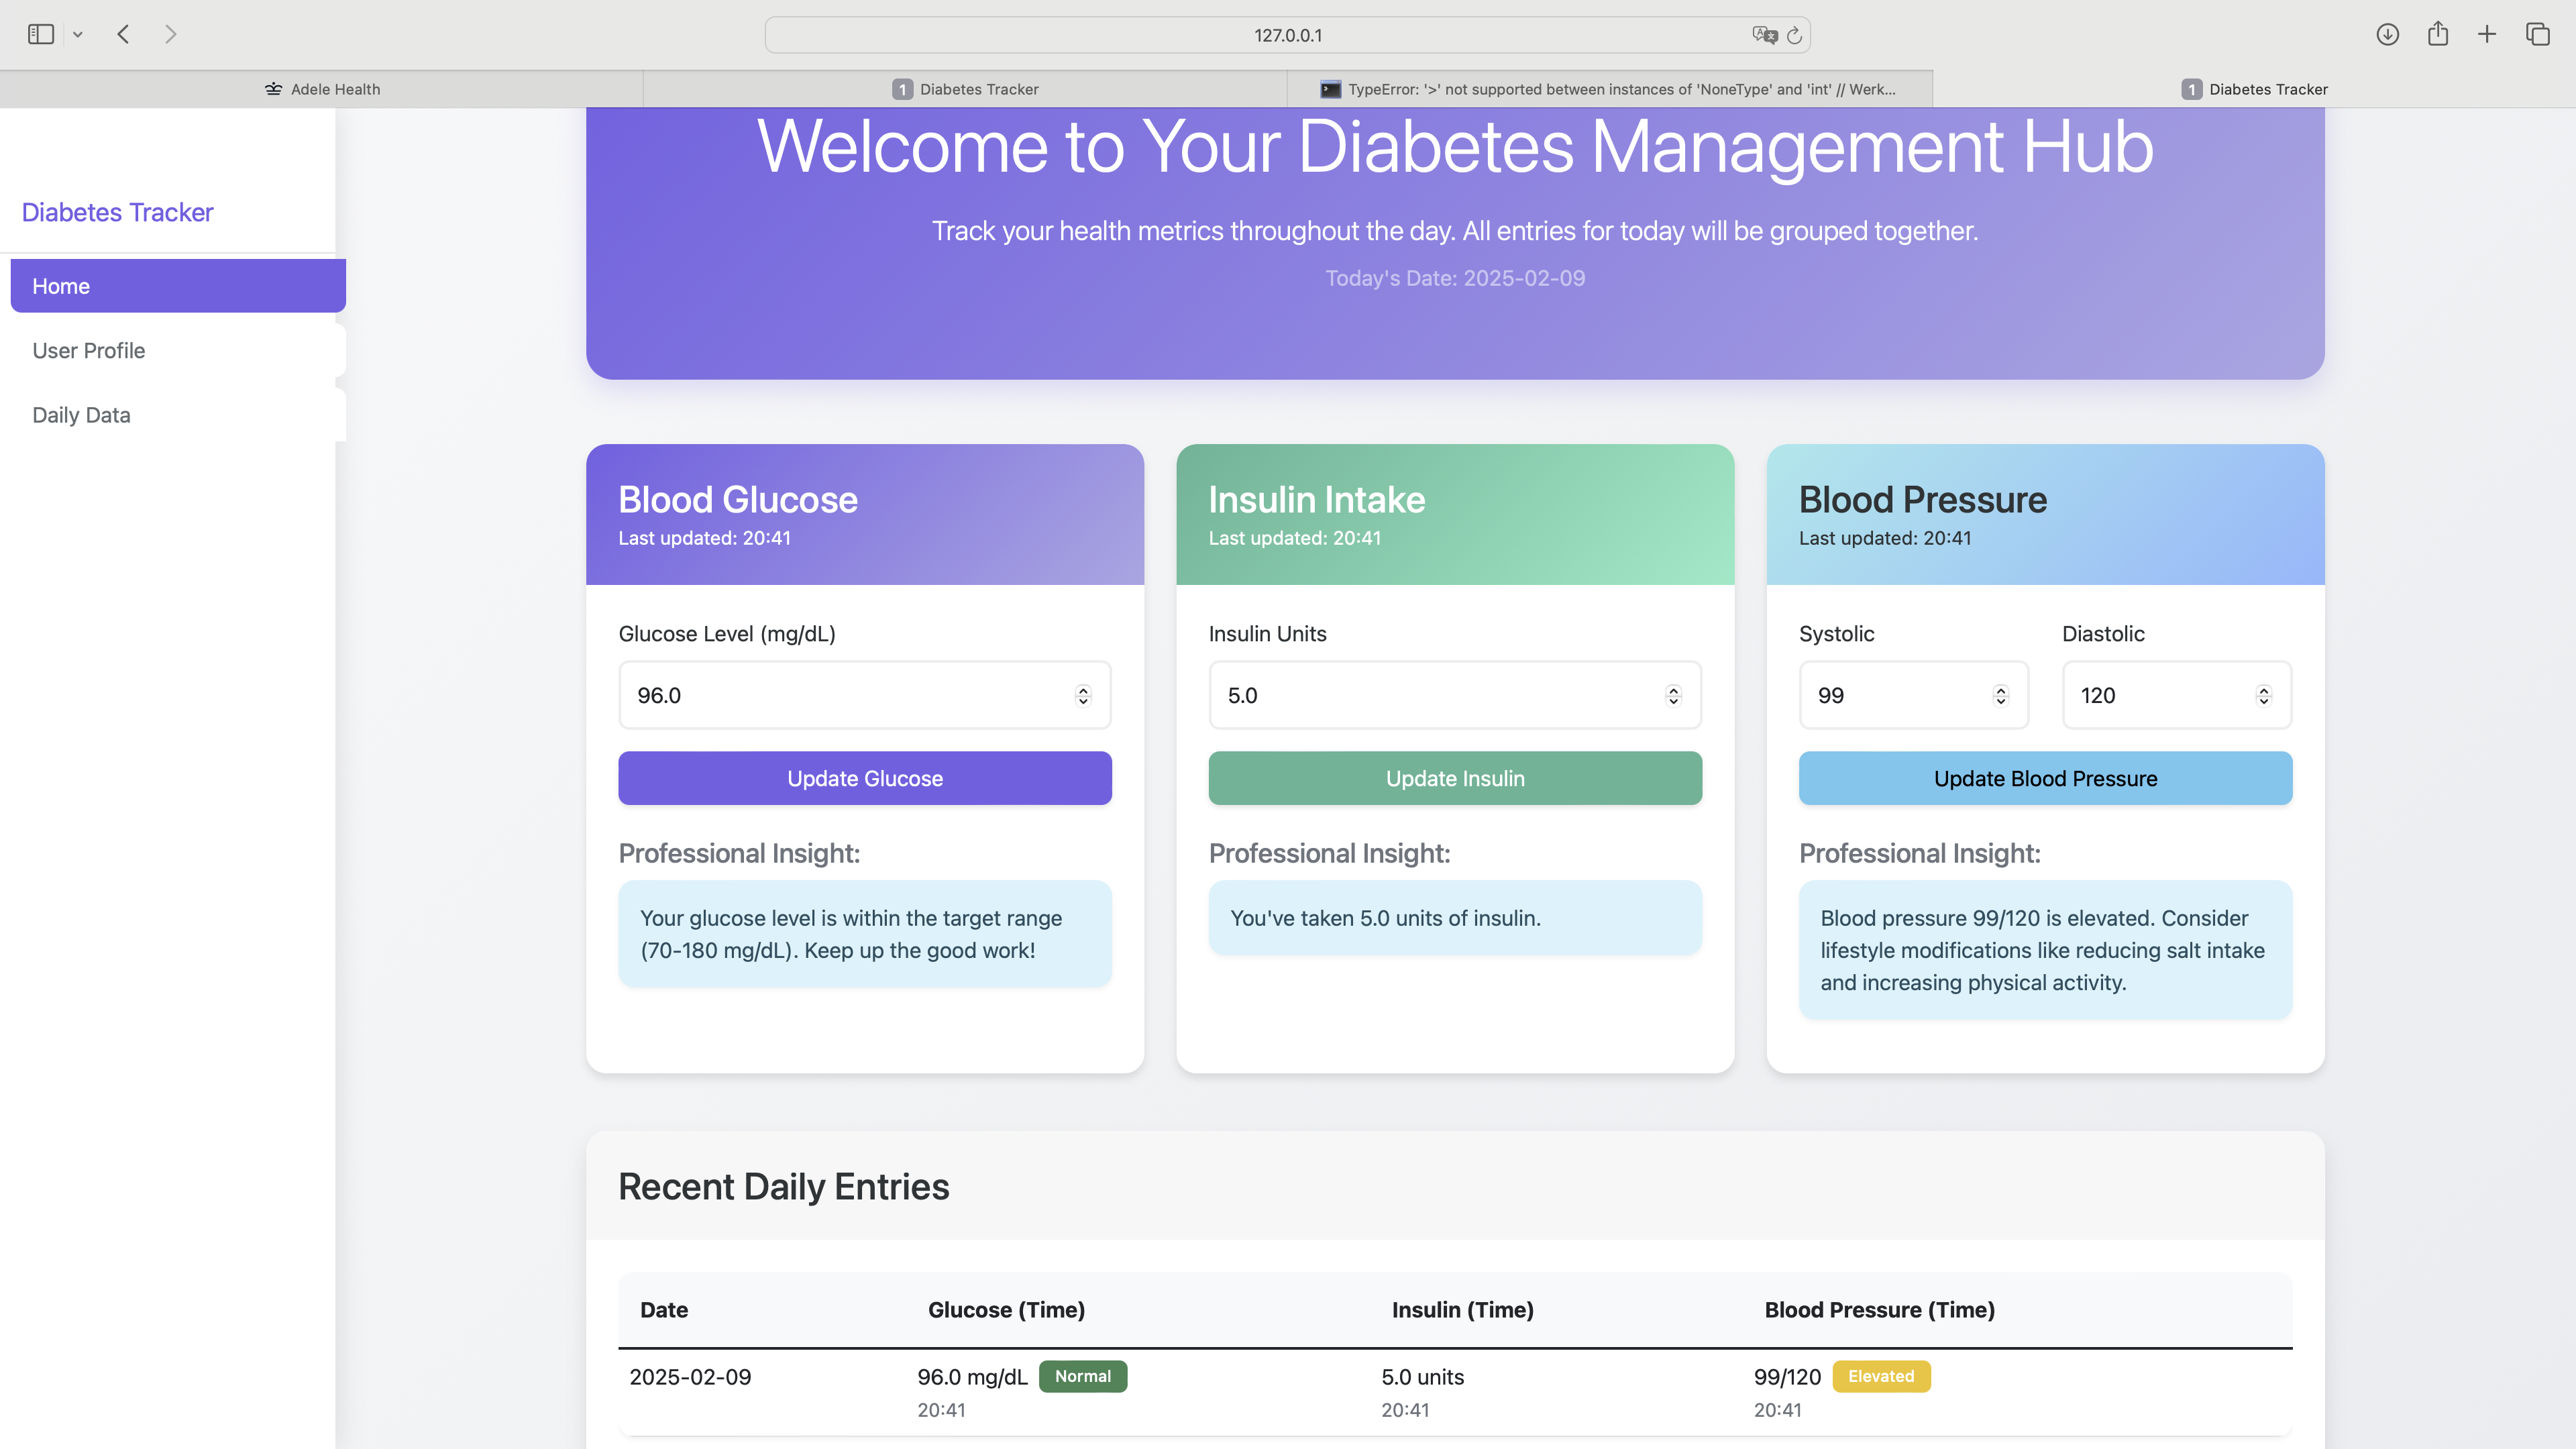 127.0.0.1
Adele Health
1 Diabetes Tracker
TypeError: '>' not supported between instances of 'NoneType' and 'int' // Werk...
1 Diabetes Tracker
Diabetes Tracker
Home
User Profile
Daily Data
Welcome to Your Diabetes Management Hub
Track your health metrics throughout the day. All entries for today will be grouped together.
Today's Date: 2025-02-09
Blood Glucose
Last updated: 20:41
Glucose Level (mg/dL)
96.0
Update Glucose
Professional Insight:
Your glucose level is within the target range
(70-180 mg/dL). Keep up the good work!
Insulin Intake
Last updated: 20:41
Insulin Units
5.0
Update Insulin
Professional Insight:
You've taken 5.0 units of insulin.
Blood Pressure
Last updated: 20:41
Systolic Diastolic
99 120
Update Blood Pressure
Professional Insight:
Blood pressure 99/120 is elevated. Consider
lifestyle modifications like reducing salt intake
and increasing physical activity.
Recent Daily Entries
Date Glucose (Time) Insulin (Time) Blood Pressure (Time)
2025-02-09 96.0 mg/dL Normal 5.0 units 99/120 Elevated
20:41 20:41 20:41